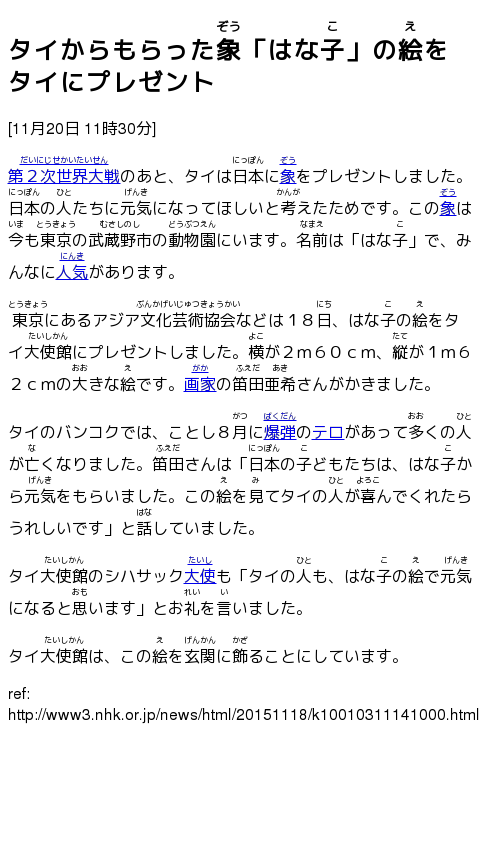 タイからもらった象「はな子」の絵を
タイにプレゼント
[11月20日 11時30分]
第２次世界大戦のあと、タイは日本に象をプレゼントしました。
日本の人たちに元気になってほしいと考えたためです。この象は
今も東京の武蔵野市の動物園にいます。名前は「はな子」で、み
んなに人気があります。
東京にあるアジア文化芸術協会などは１８日、はな子の絵をタ
イ大使館にプレゼントしました。横が２ｍ６０ｃｍ、縦が１ｍ６
２ｃｍの大きな絵です。画家の笛田亜希さんがかきました。
タイのバンコクでは、ことし８月に爆弾のテロがあって多くの人
が亡くなりました。笛田さんは「日本の子どもたちは、はな子か
ら元気をもらいました。この絵を見てタイの人が喜んでくれたら
うれしいです」と話していました。
タイ大使館のシハサック大使も「タイの人も、はな子の絵で元気
になると思います」とお礼を言いました。
タイ大使館は、この絵を玄関に飾ることにしています。
ref:
http://www3.nhk.or.jp/news/html/20151118/k10010311141000.html